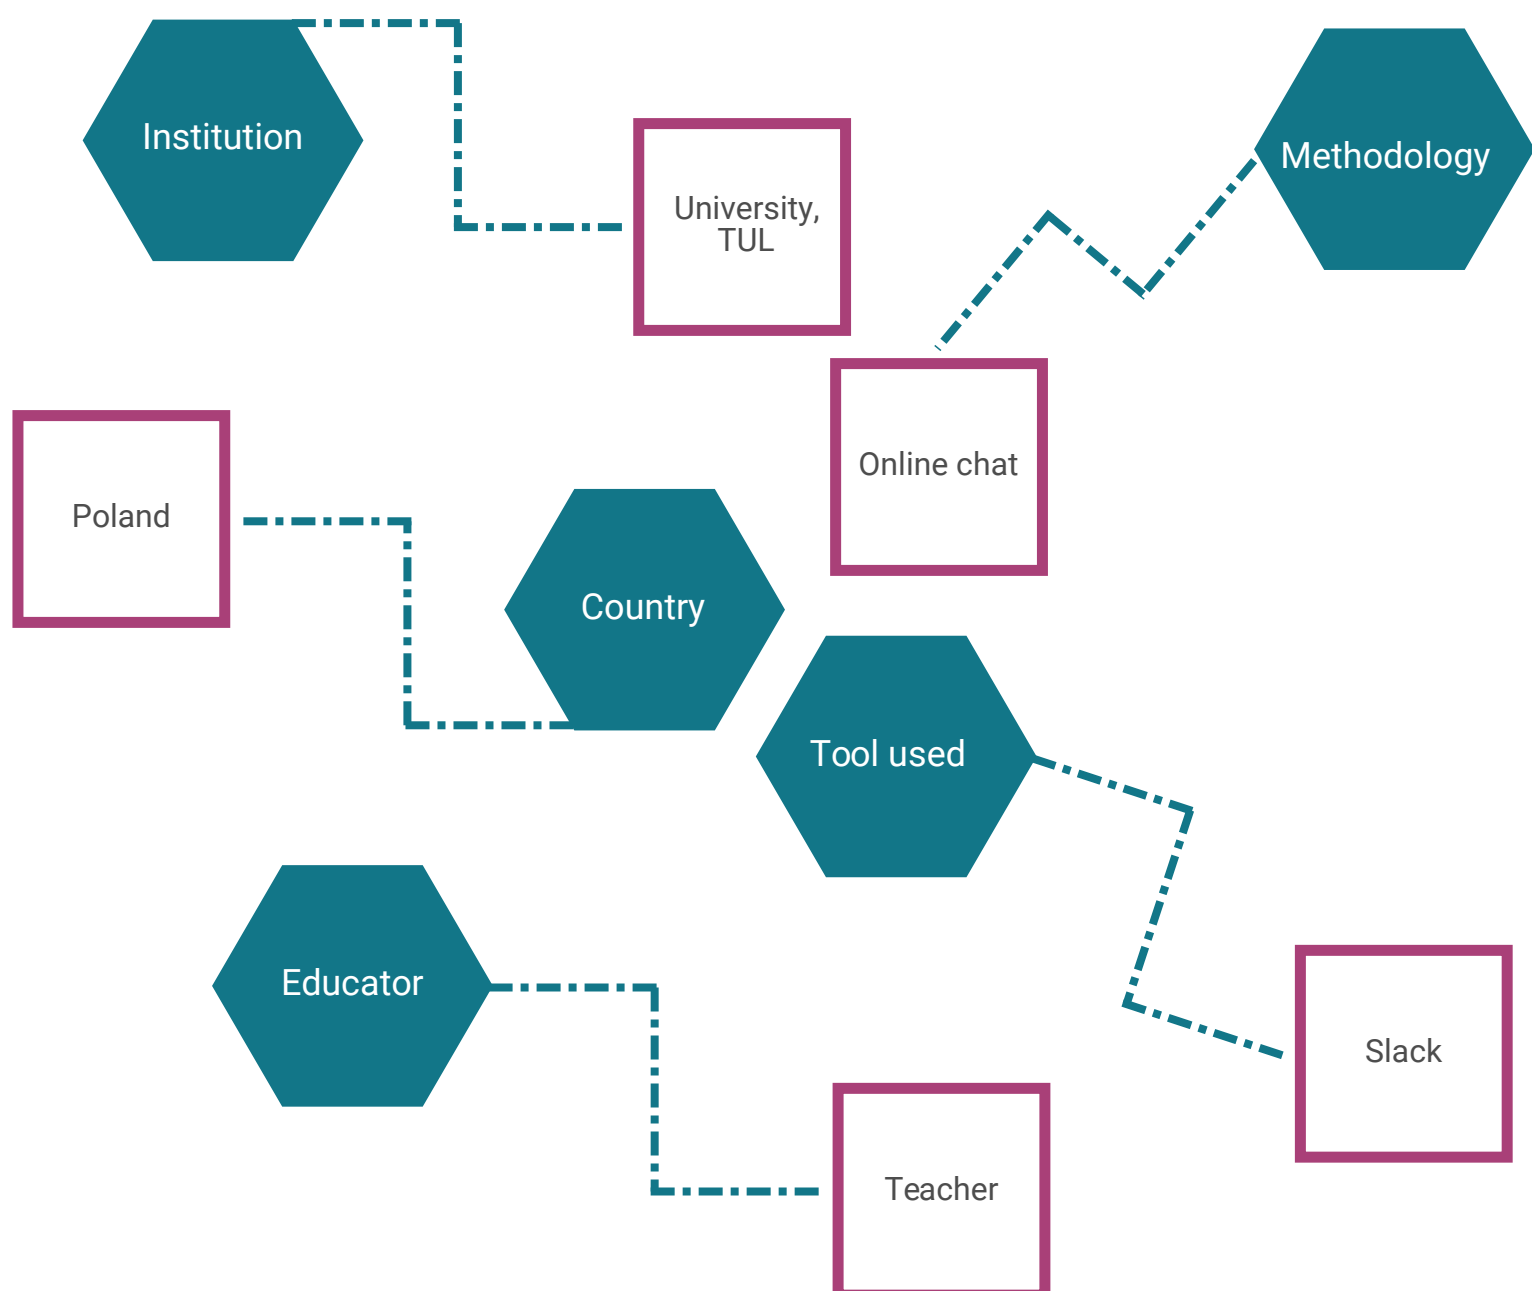 Institution
University,
TUL
Methodology
Online chat
Poland
Country
Tool used
Educator
Slack
Teacher